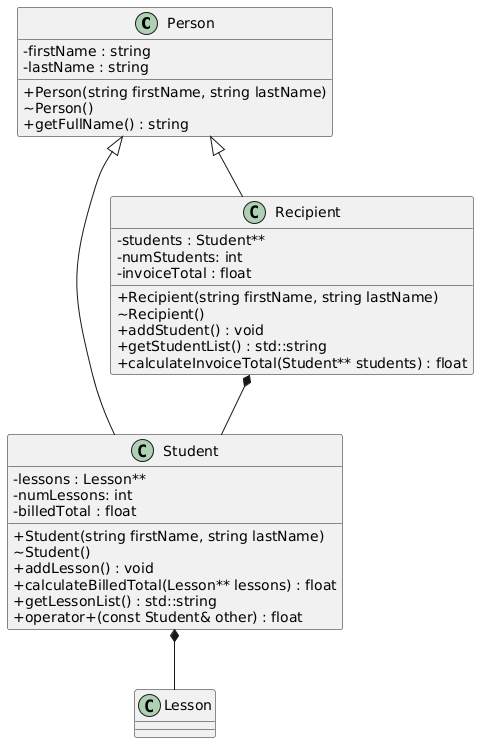 C Person
-firstName : string
-lastName : string
+Person(string firstName, string lastName)
~Person()
+getFullName() : string
C Recipient
-students : Student**
-numStudents: int
-invoiceTotal : float
+Recipient(string firstName, string lastName)
~Recipient()
+addStudent() : void
+getStudentList() : std::string
+calculateInvoiceTotal(Student** students) : float
C Student
-lessons : Lesson**
-numLessons: int
-billedTotal : float
+Student(string firstName, string lastName)
~Student()
+addLesson() : void
+calculateBilledTotal(Lesson** lessons) : float
+getLessonList() : std::string
+operator+(const Student& other) : float
C Lesson